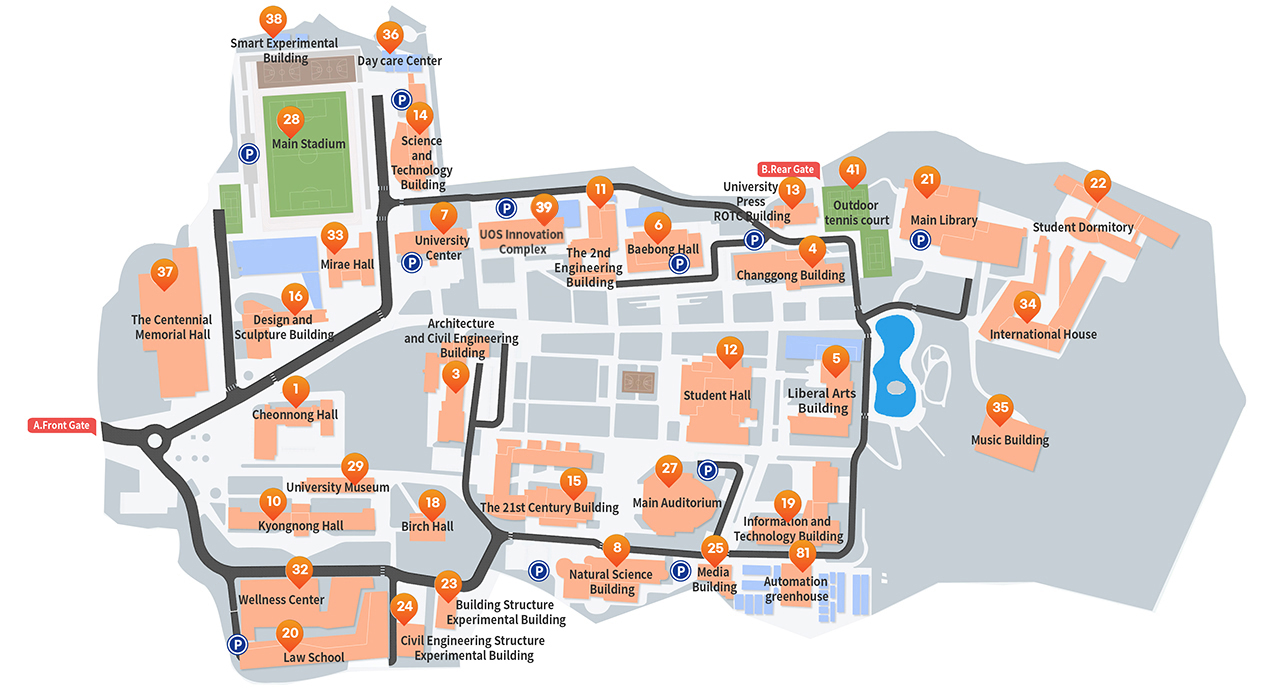 38
Smart Experimental
Building
36
Day care Center
P
14
Science
and
Technology
Building
28
Main Stadium
P
B.Rear Gate
41
Outdoor
tennis court
University
Press
ROTC Building
13
21
Main Library
P
22
Student Dormitory
7
University
Center
P
P
39
UOS Innovation
Complex
11
The 2nd
Engineering
Building
6
Baebong Hall
P
P
4
Changgong Building
33
Mirae Hall
37
The Centennial
Memorial Hall
16
Design and
Sculpture Building
34
International House
Architecture
and Civil Engineering
Building
3
12
Student Hall
5
Liberal Arts
Building
1
Cheonnong Hall
35
Music Building
A.Front Gate
29
University Museum
10
Kyongnong Hall
18
Birch Hall
15
The 21st Century Building
27
Main Auditorium
P
19
Information and
Technology Building
8
Natural Science
Building
P
P
25
Media
Building
81
Automation
greenhouse
32
Wellness Center
23
Building Structure
Experimental Building
24
Civil Engineering Structure
Experimental Building
20
Law School
P